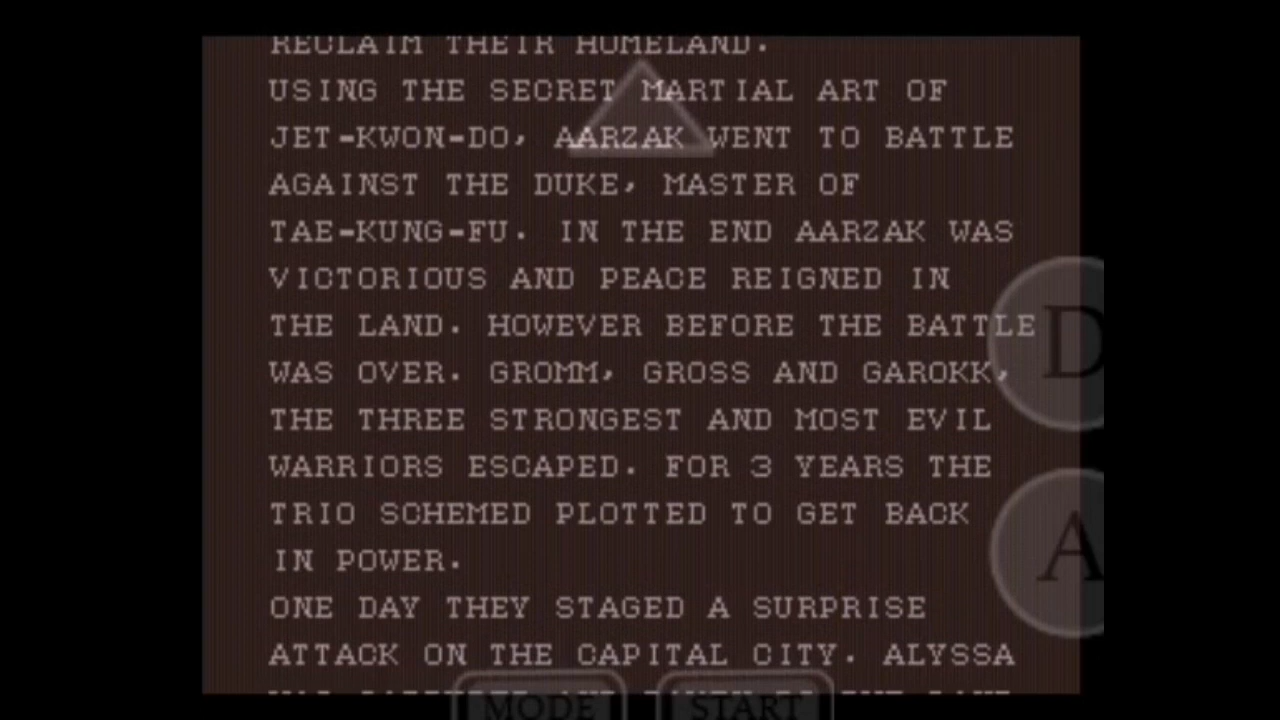 RECLAIM THEIR HOMELAND.
USING THE SECRET MARTIAL ART OF
JET-KWON-DO, AARZAK WENT TO BATTLE
AGAINST THE DUKE, MASTER OF
TAE-KUNG-FU. IN THE END AARZAK WAS
VICTORIOUS AND PEACE REIGNED IN
THE LAND. HOWEVER BEFORE THE BATTLE
WAS OVER. GROMM, GROSS AND GAROKK,
THE THREE STRONGEST AND MOST EVIL
WARRIORS ESCAPED. FOR 3 YEARS THE
TRIO SCHEMED PLOTTED TO GET BACK
IN POWER.
ONE DAY THEY STAGED A SURPRISE
ATTACK ON THE CAPITAL CITY. ALYSSA
D
A
MODE START